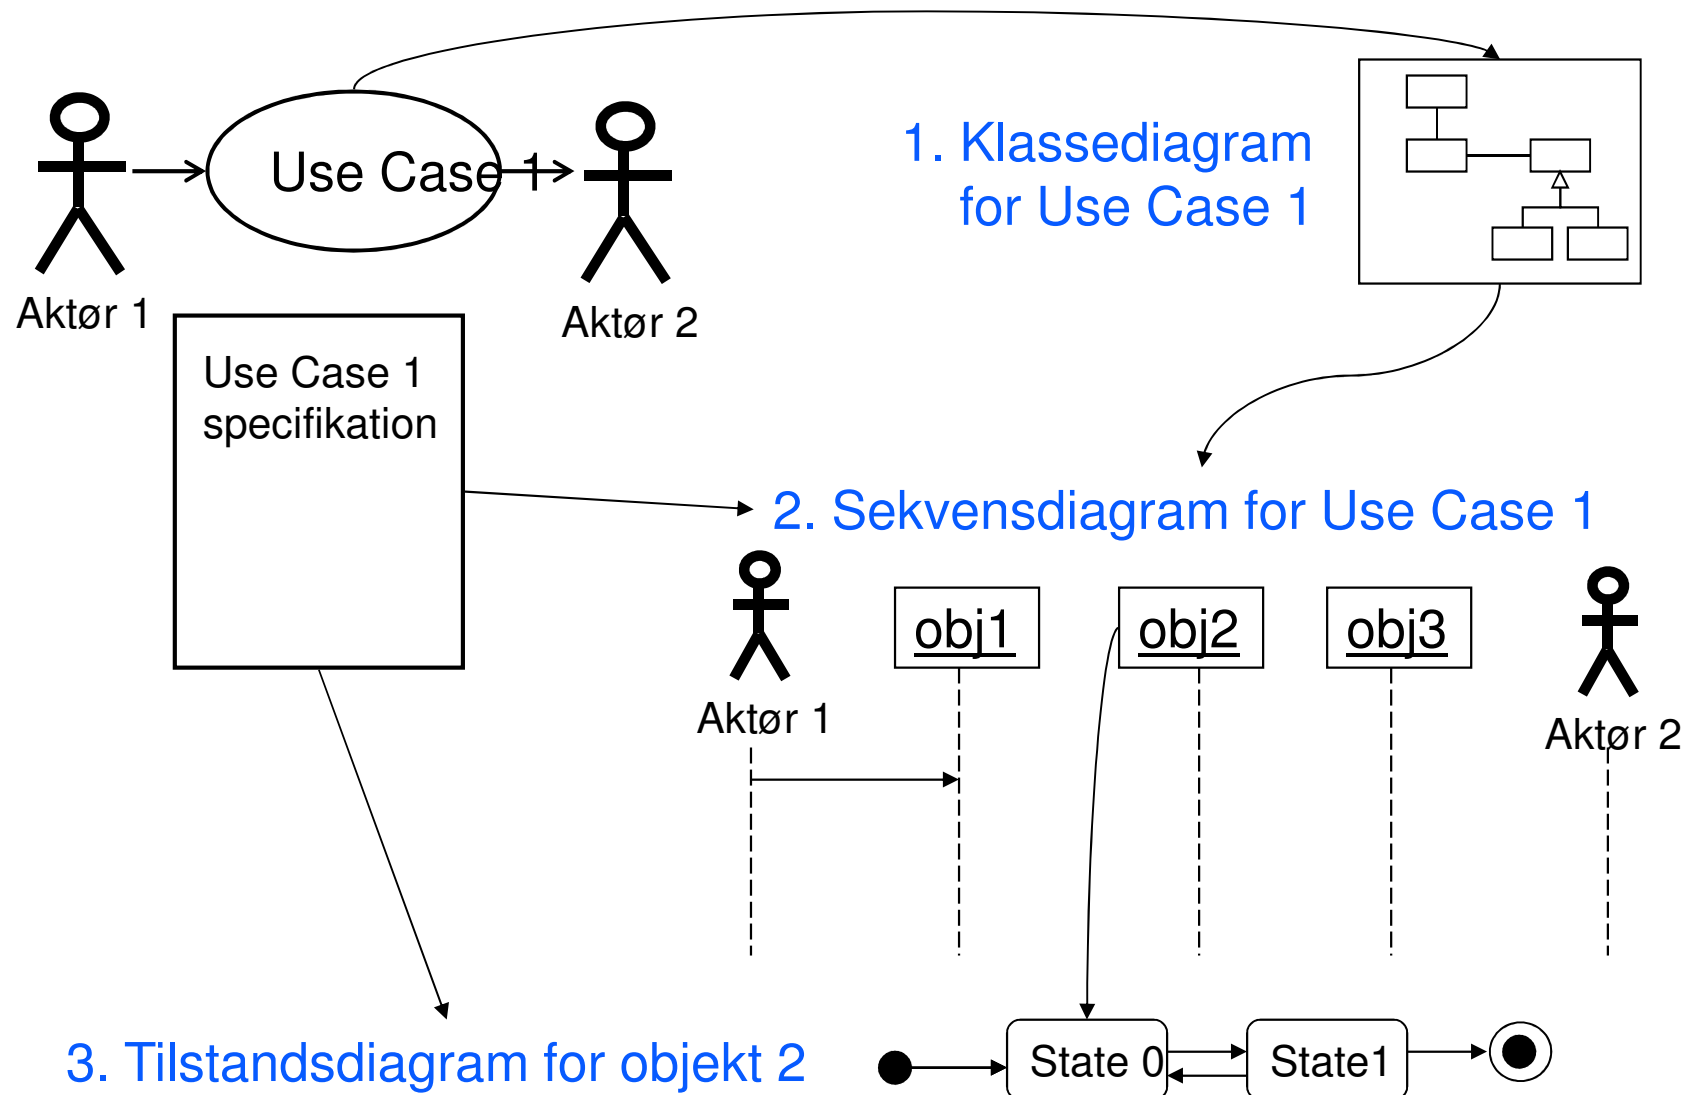 Use Case 1
Aktør 1
Aktør 2
1. Klassediagram
for Use Case 1
Use Case 1
specifikation
2. Sekvensdiagram for Use Case 1
obj1
obj2
obj3
Aktør 1
Aktør 2
3. Tilstandsdiagram for objekt 2
State 0
State1